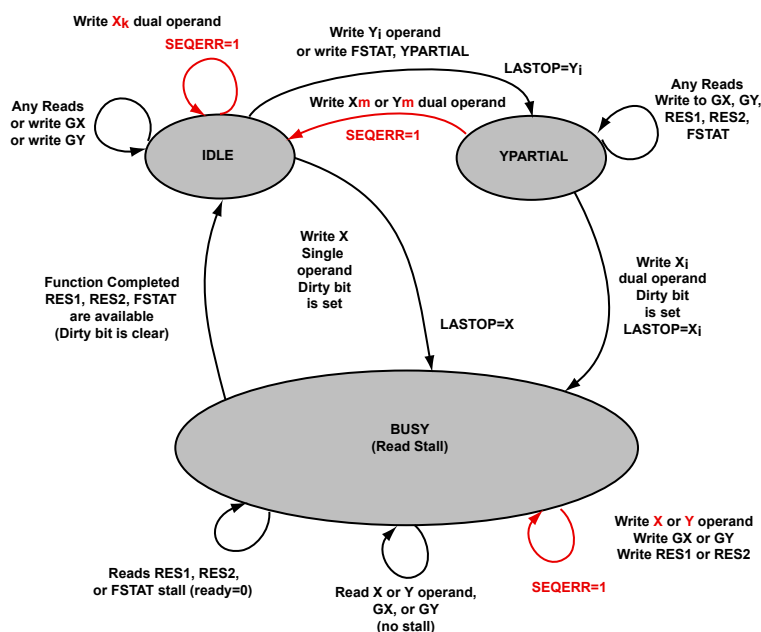 Write Xk dual operand
SEQERR=1
Write Yi operand
or write FSTAT, YPARTIAL
LASTOP=Yi
Any Reads
or write GX
or write GY
Write Xm or Ym dual operand
SEQERR=1
Any Reads
Write to GX, GY,
RES1, RES2,
FSTAT
IDLE
YPARTIAL
Function Completed
RES1, RES2, FSTAT
are available
(Dirty bit is clear)
Write X
Single
operand
Dirty bit
is set
LASTOP=X
Write Xi
dual operand
Dirty bit
is set
LASTOP=Xi
BUSY
(Read Stall)
Reads RES1, RES2,
or FSTAT stall (ready=0)
Read X or Y operand,
GX, or GY
(no stall)
SEQERR=1
Write X or Y operand
Write GX or GY
Write RES1 or RES2